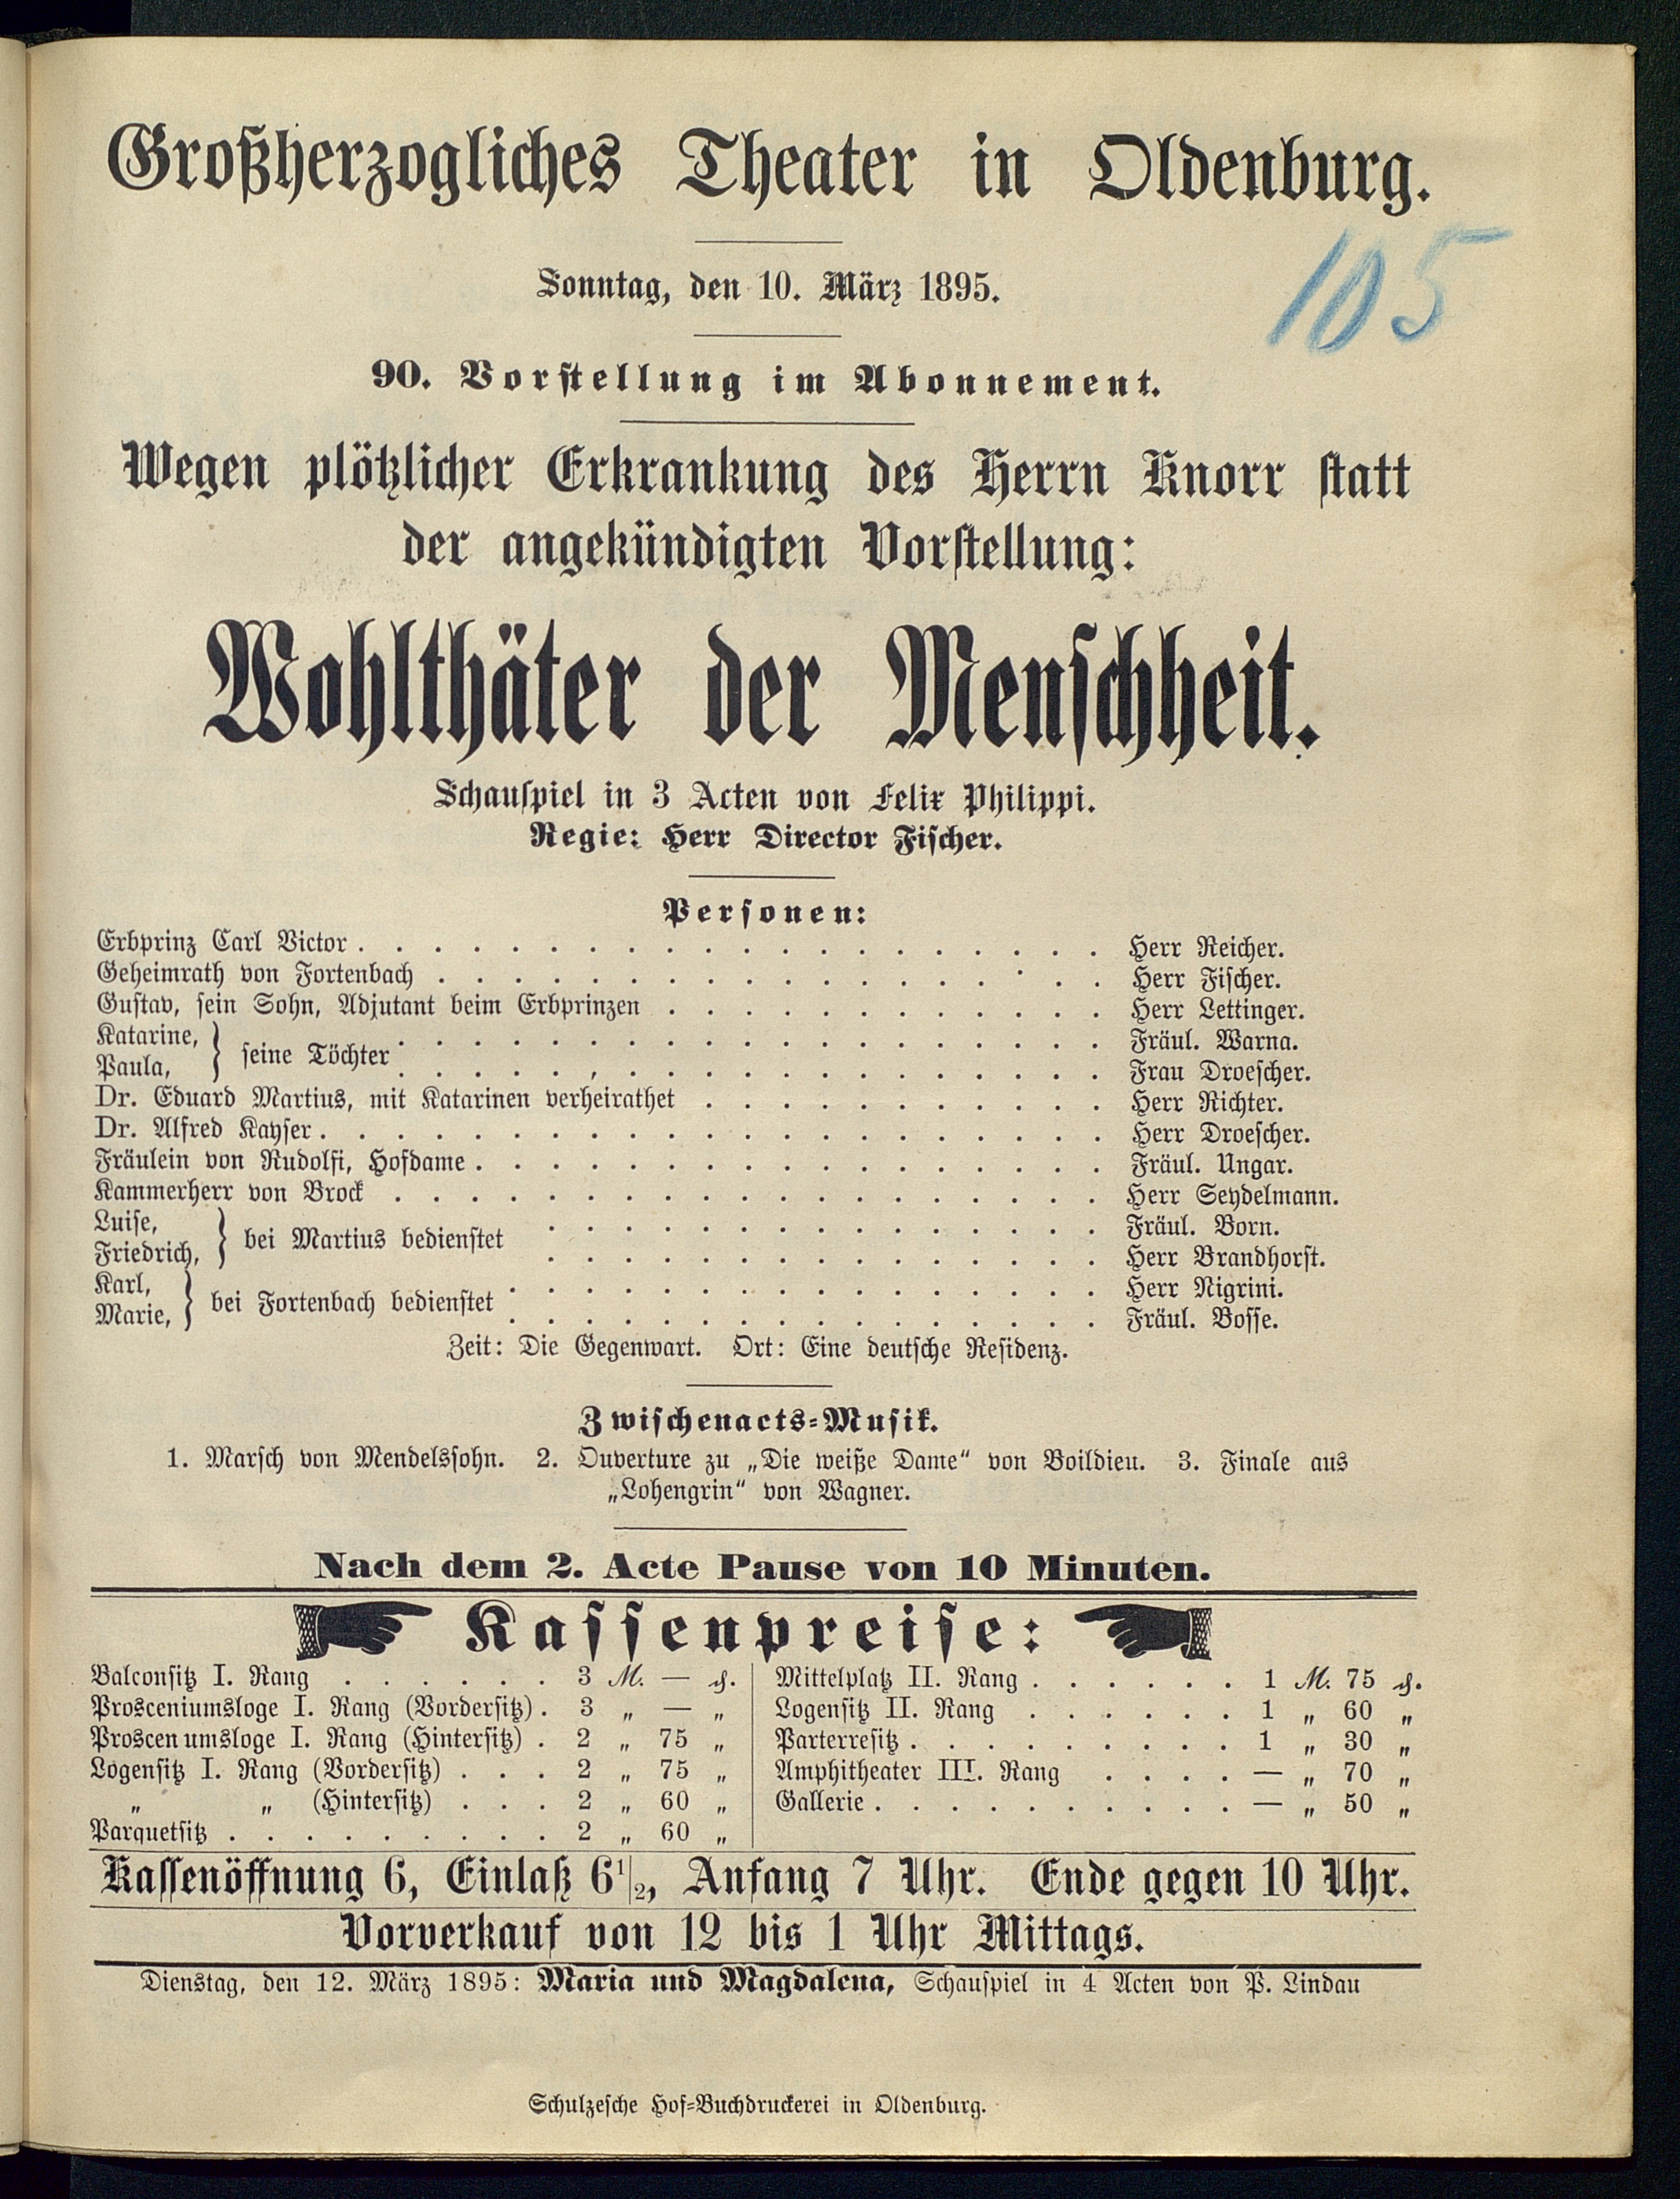 Großherzogliches Theater in Oldenburg.
105
Sonntag, den 10. März 1895.
90. Vorstellung im Abonnement.
Wegen plötzlicher Erkrankung des Herrn Knorr statt
der angekündigten Vorstellung:
Wohlthäter der Menschheit.
Schauspiel in 3 Acten von Felix Philippi.
Regie: Herr Director Fischer.
Personen:
Erbprinz Carl Victor . . . . . . . . . . Herr Reicher.
Geheimrath von Fortenbach . . . . . . . . . . Herr Fischer.
Gustav, sein Sohn, Adjutant beim Erbprinzen . . . . . . . . . . Herr Lettinger.
Katarine, } seine Töchter . . . . . . . . . . Fräul. Warna.
Paula, } . . . . . . . . . . Frau Droescher.
Dr. Eduard Martius, mit Katarinen verheirathet . . . . . . . . . . Herr Richter.
Dr. Alfred Kayser . . . . . . . . . . Herr Droescher.
Fräulein von Rudolfi, Hofdame . . . . . . . . . . Fräul. Ungar.
Kammerherr von Brock . . . . . . . . . . Herr Seydelmann.
Luise, } bei Martius bedienstet . . . . . . . . . . Fräul. Born.
Friedrich, } . . . . . . . . . . Herr Brandhorst.
Karl, } bei Fortenbach bedienstet . . . . . . . . . . Herr Nigrini.
Marie, } . . . . . . . . . . Fräul. Bosse.
Zeit: Die Gegenwart. Ort: Eine deutsche Residenz.
Zwischenacts-Musik.
1. Marsch von Mendelssohn. 2. Ouverture zu „Die weiße Dame“ von Boildieu. 3. Finale aus
„Lohengrin“ von Wagner.
Nach dem 2. Acte Pause von 10 Minuten.
Kassenpreise:
Balconsitz I. Rang . . . . . . 3 M. — ₰.
Prosceniumsloge I. Rang (Vordersitz) . 3 „ — „
Proscen umsloge I. Rang (Hintersitz) . 2 „ 75 „
Logensitz I. Rang (Vordersitz) . . . 2 „ 75 „
„ „ (Hintersitz) . . . 2 „ 60 „
Parquetsitz . . . . . . . . . 2 „ 60 „
Mittelplatz II. Rang . . . . . . 1 M. 75 ₰.
Logensitz II. Rang . . . . . . 1 „ 60 „
Parterresitz . . . . . . . . . 1 „ 30 „
Amphitheater III. Rang . . . . — „ 70 „
Gallerie . . . . . . . . . . — „ 50 „
Kassenöffnung 6, Einlaß 6½, Anfang 7 Uhr. Ende gegen 10 Uhr.
Vorverkauf von 12 bis 1 Uhr Mittags.
Dienstag, den 12. März 1895: Maria und Magdalena, Schauspiel in 4 Acten von P. Lindau
Schulzesche Hof-Buchdruckerei in Oldenburg.